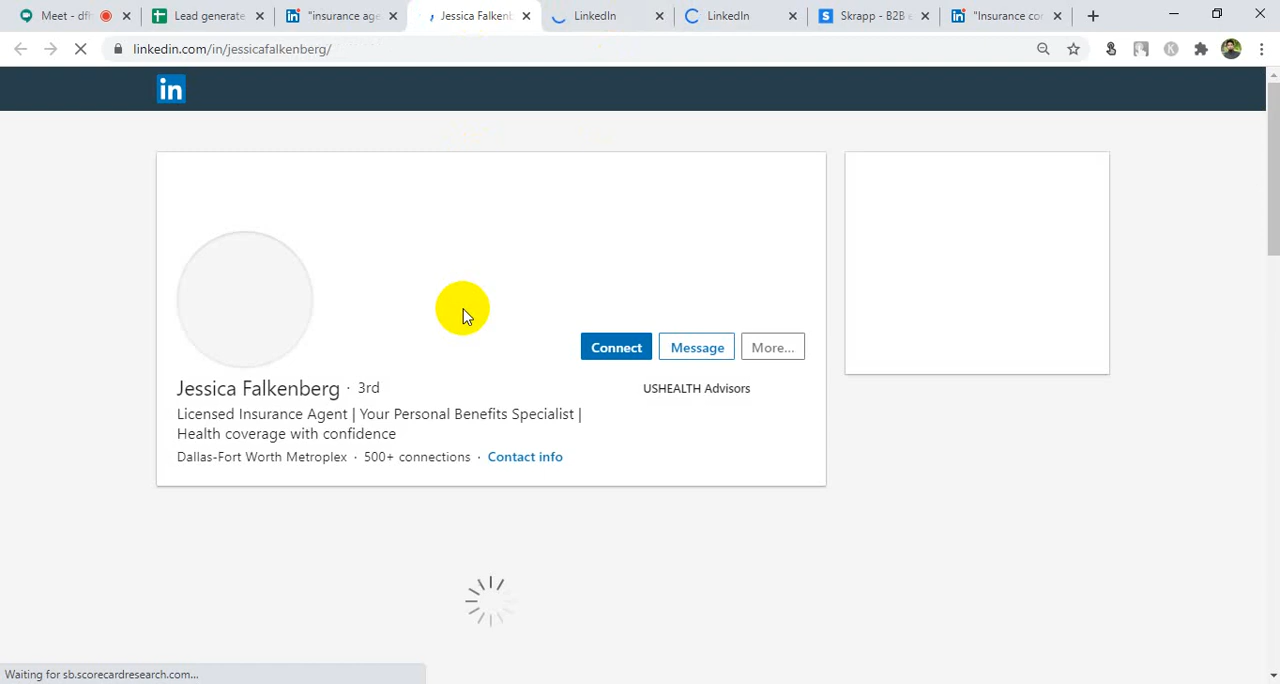 Meet - dfl
Lead generate
"insurance age
Jessica Falkenb
LinkedIn
LinkedIn
Skrapp - B2B e
"Insurance co
linkedin.com/in/jessicafalkenberg/
in
Connect
Message
More...
Jessica Falkenberg · 3rd
USHEALTH Advisors
Licensed Insurance Agent | Your Personal Benefits Specialist |
Health coverage with confidence
Dallas-Fort Worth Metroplex · 500+ connections · Contact info
Waiting for sb.scorecardresearch.com...